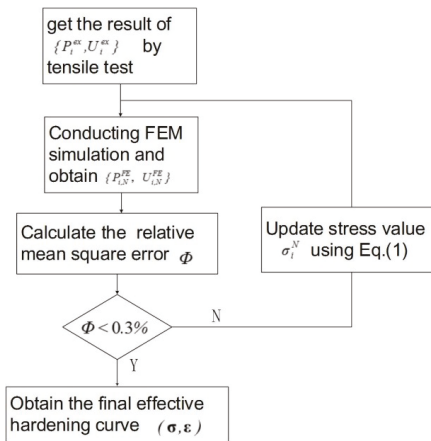 get the result of
{P_i^ex, U_i^ex} by
tensile test
Conducting FEM
simulation and
obtain {P_{i,N}^{FE}, U_{i,N}^{FE}}
Calculate the relative
mean square error Φ
Update stress value
σ_i^N using Eq.(1)
Φ<0.3%
N
Y
Obtain the final effective
hardening curve (σ,ε)